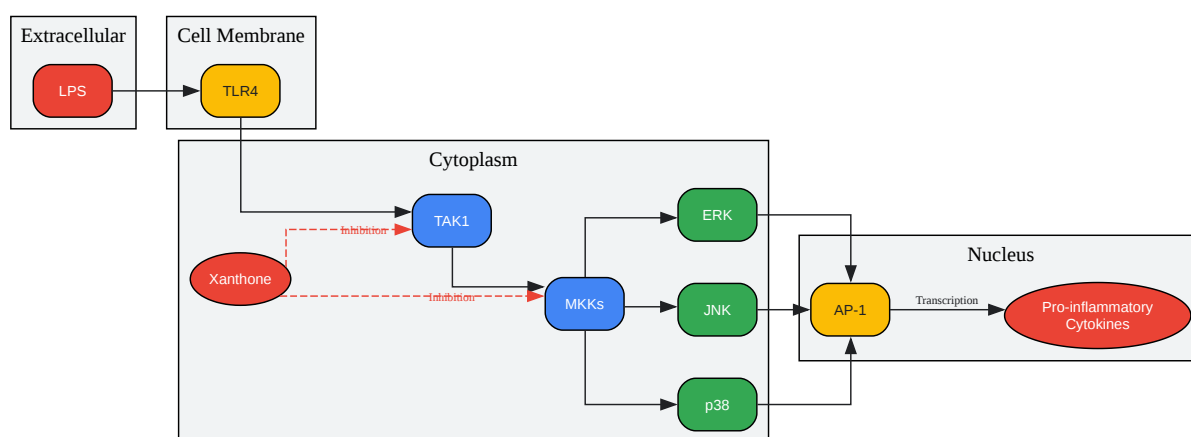 Extracellular
Cell Membrane
LPS
TLR4
Cytoplasm
TAK1
ERK
Inhibition
Nucleus
Xanthone
Inhibition
MKKs
JNK
AP-1
Transcription
Pro-inflammatory
Cytokines
p38